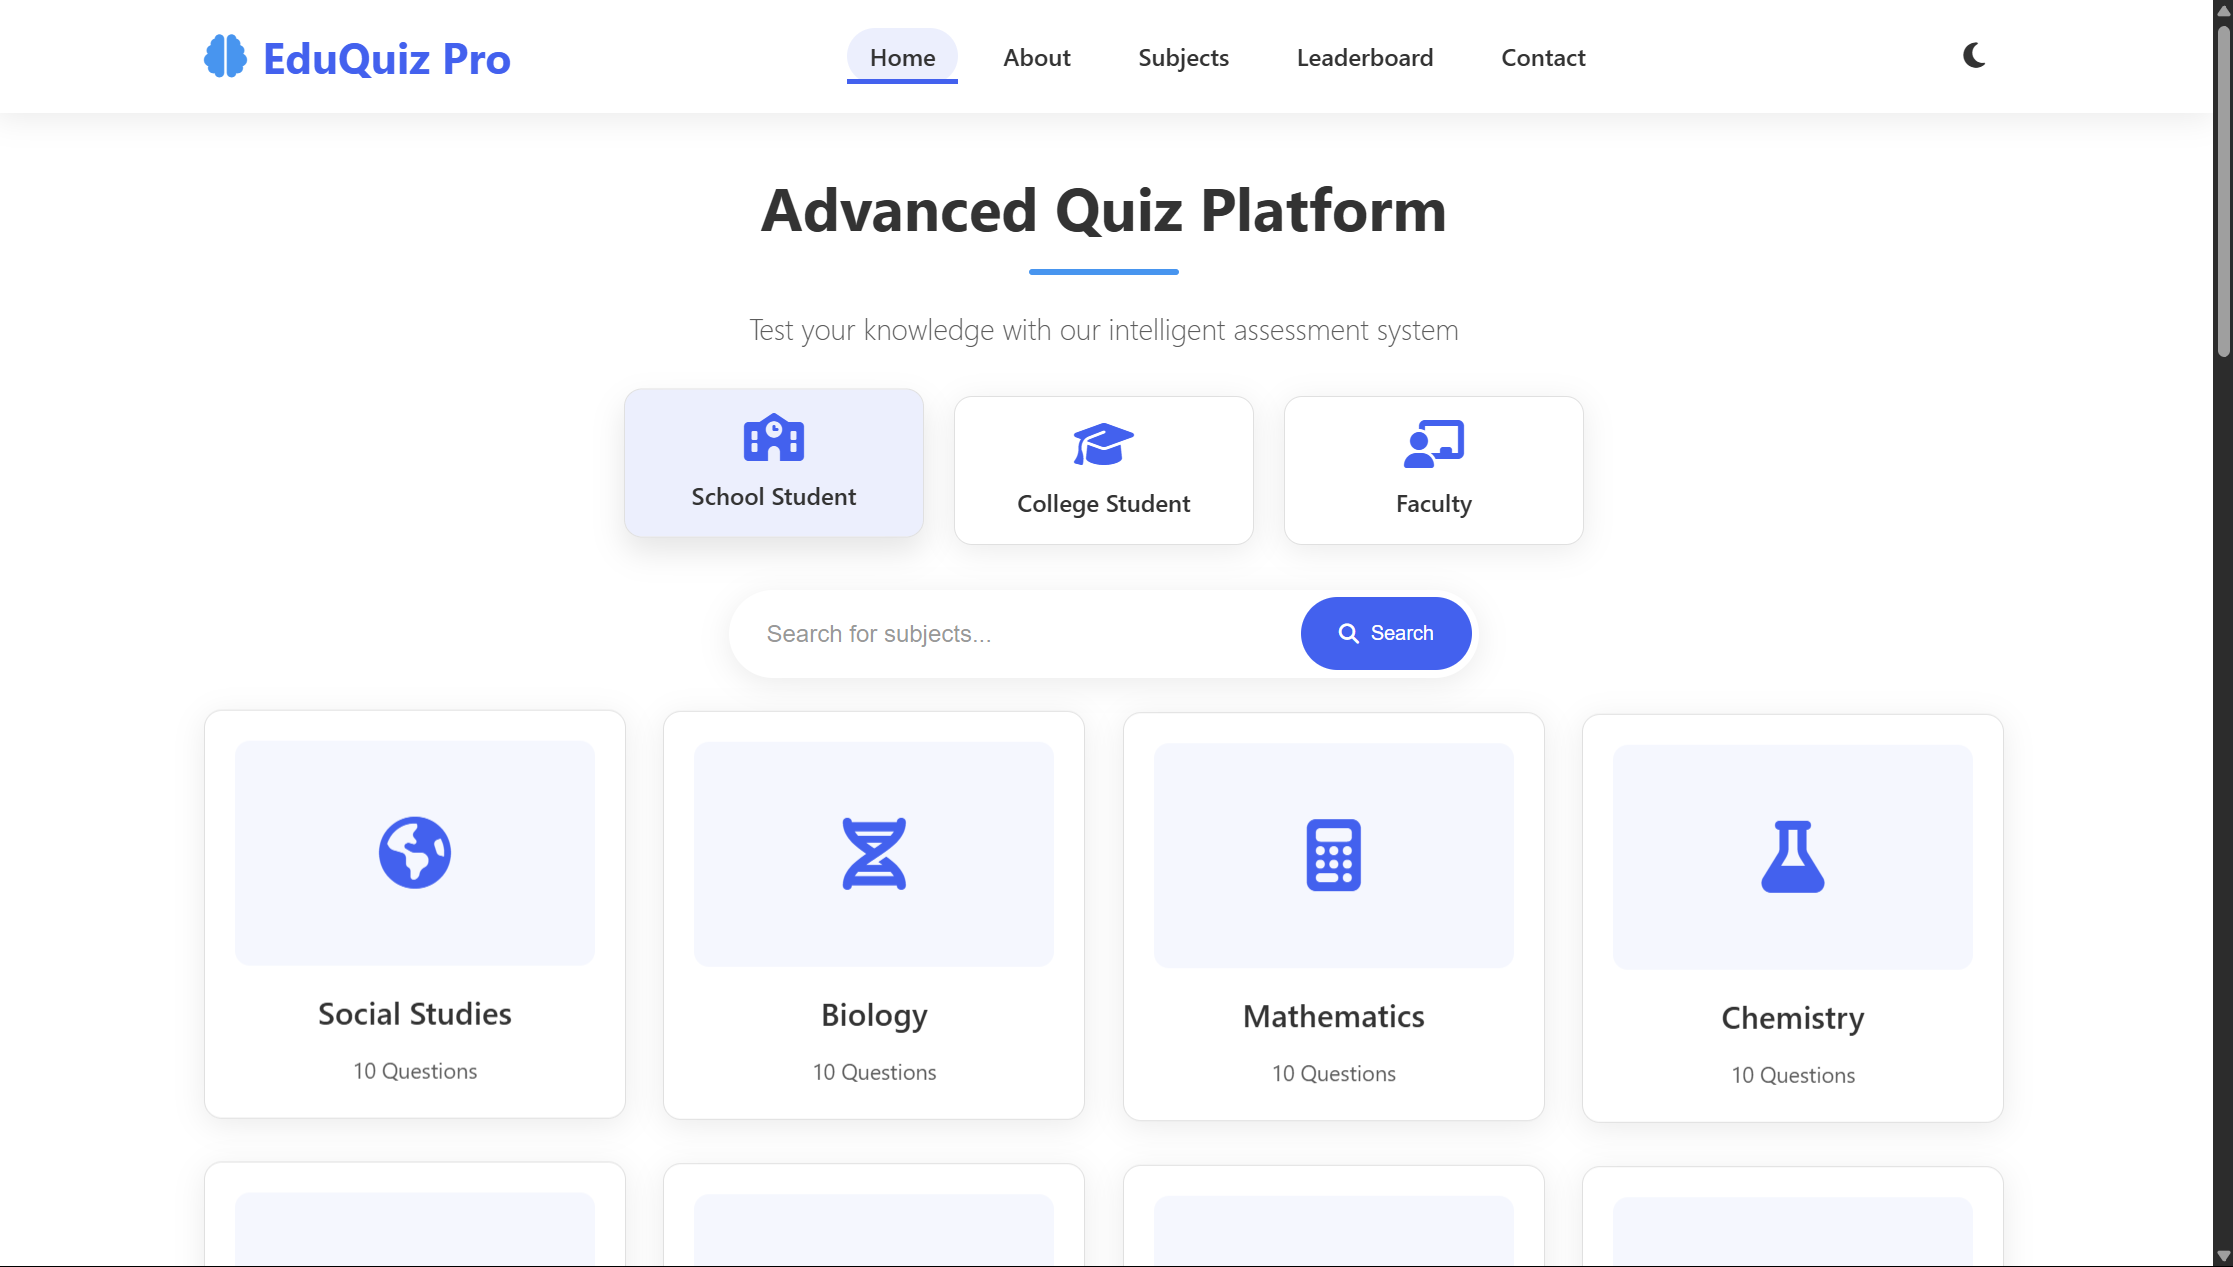 EduQuiz Pro
Home
About
Subjects
Leaderboard
Contact
Advanced Quiz Platform
Test your knowledge with our intelligent assessment system
School Student
College Student
Faculty
Search for subjects...
Search
Social Studies
10 Questions
Biology
10 Questions
Mathematics
10 Questions
Chemistry
10 Questions